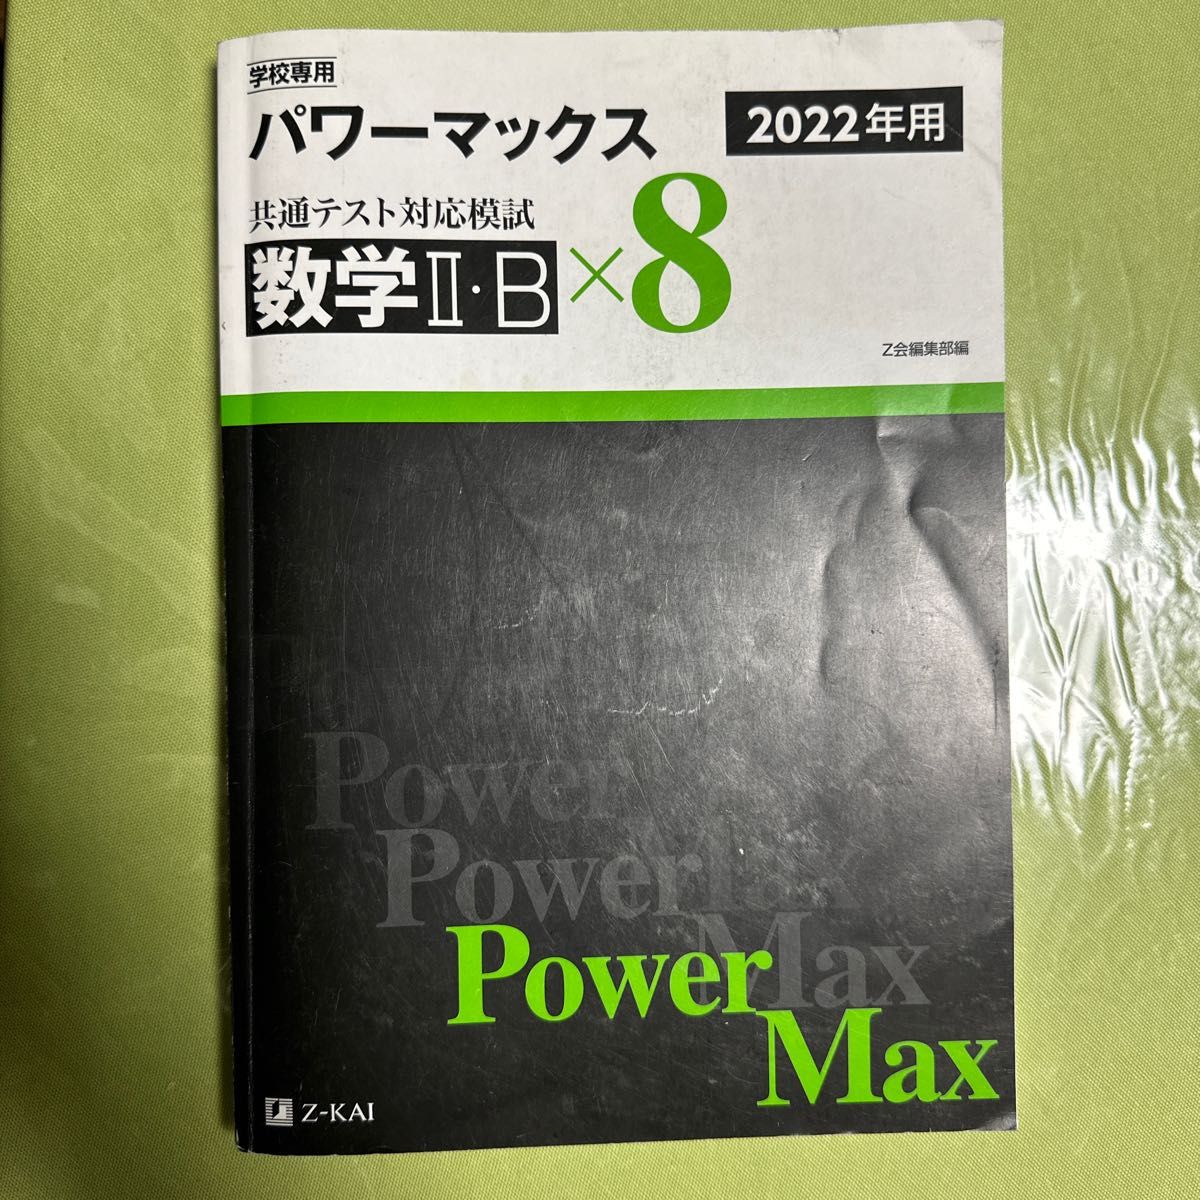 学校専用
パワーマックス
2022年用
共通テスト対応模試
数学Ⅱ・B×8
Z会編集部編
Power
Power Max
Power Max
Max
Z-KAI